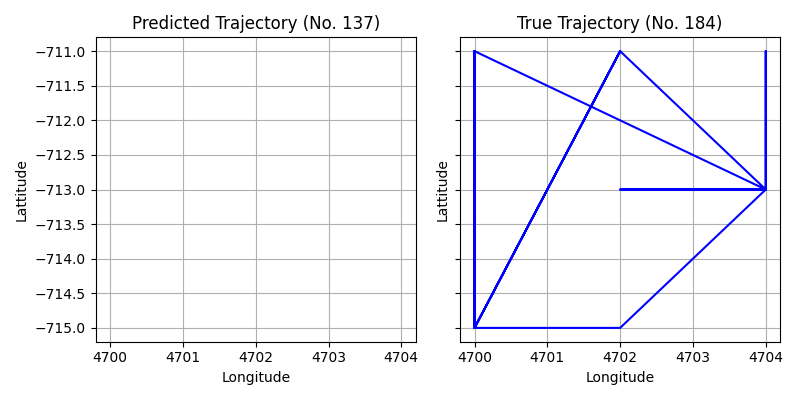 Predicted Trajectory (No. 137)
−711.0
−711.5
−712.0
−712.5
−713.0
−713.5
−714.0
−714.5
−715.0
Lattitude
4700 4701 4702 4703 4704
Longitude
True Trajectory (No. 184)
Lattitude
4700 4701 4702 4703 4704
Longitude